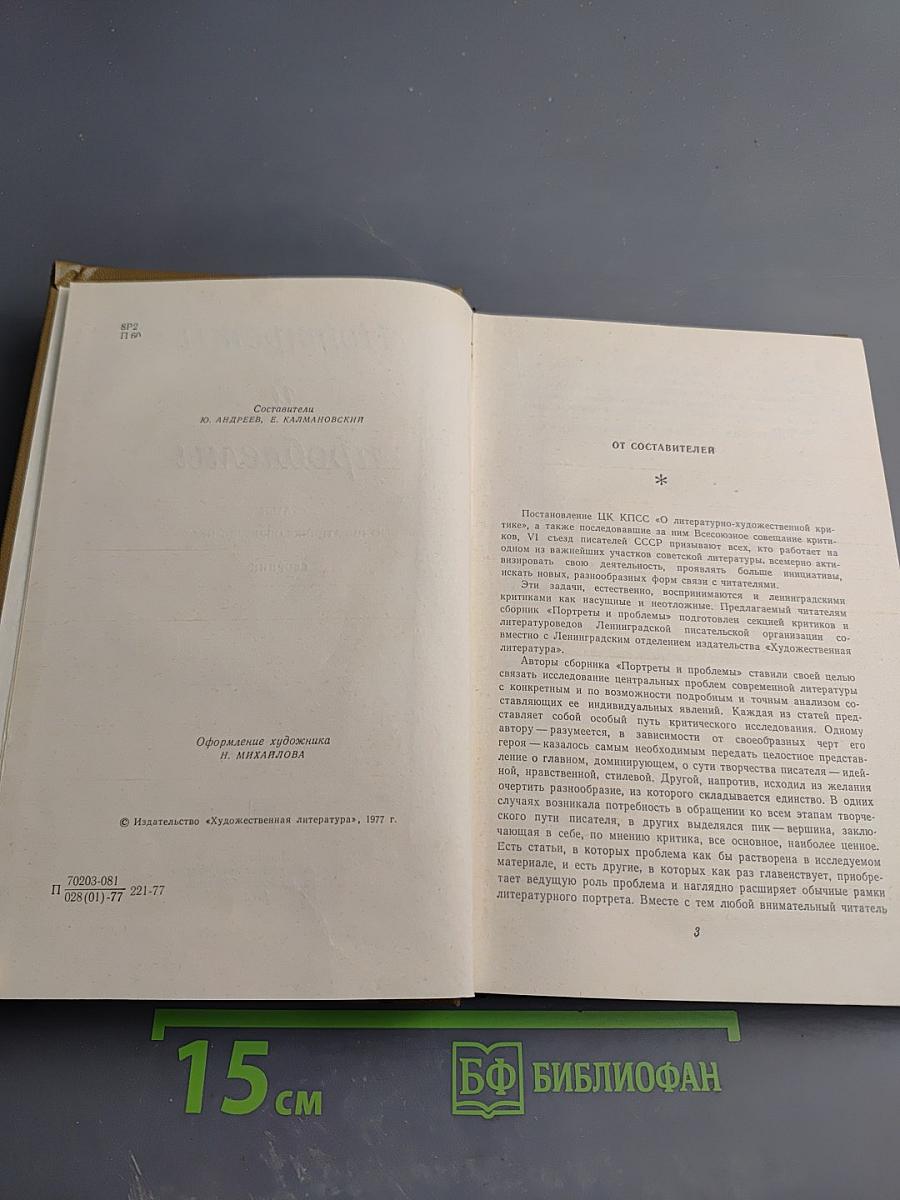 8Р2
П 60
Составители
Ю. АНДРЕЕВ, Е. КАЛМАНОВСКИЙ
Оформление художника
Н. МИХАЙЛОВА
© Издательство «Художественная литература», 1977 г.
П 70203-081 / 028(01)-77 221-77
ОТ СОСТАВИТЕЛЕЙ
*
Постановление ЦК КПСС «О литературно-художественной кри-
тике», а также последовавшие за ним Всесоюзное совещание крити-
ков, VI съезд писателей СССР призывают всех, кто работает на
одном из важнейших участков советской литературы, всемерно акти-
визировать свою деятельность, проявлять больше инициативы,
искать новых, разнообразных форм связи с читателями.
Эти задачи, естественно, воспринимаются и ленинградскими
критиками как насущные и неотложные. Предлагаемый читателям
сборник «Портреты и проблемы» подготовлен секцией критиков и
литературоведов Ленинградской писательской организации со-
вместно с Ленинградским отделением издательства «Художественная
литература».
Авторы сборника «Портреты и проблемы» ставили своей целью
связать исследование центральных проблем современной литературы
с конкретным и по возможности подробным и точным анализом со-
ставляющих ее индивидуальных явлений. Каждая из статей пред-
ставляет собой особый путь критического исследования. Одному
автору — разумеется, в зависимости от своеобразных черт его
героя — казалось самым необходимым передать целостное представ-
ление о главном, доминирующем, о сути творчества писателя — идей-
ной, нравственной, стилевой. Другой, напротив, исходил из желания
очертить разнообразие, из которого складывается единство. В одних
случаях возникала потребность в обращении ко всем этапам творче-
ского пути писателя, в других выделялся пик — вершина, заклю-
чающая в себе, по мнению критика, все основное, наиболее ценное.
Есть статьи, в которых проблема как бы растворена в исследуемом
материале, и есть другие, в которых как раз главенствует, приобре-
тает ведущую роль проблема и наглядно расширяет обычные рамки
литературного портрета. Вместе с тем любой внимательный читатель
3
15 см
БФ БИБЛИОФАН